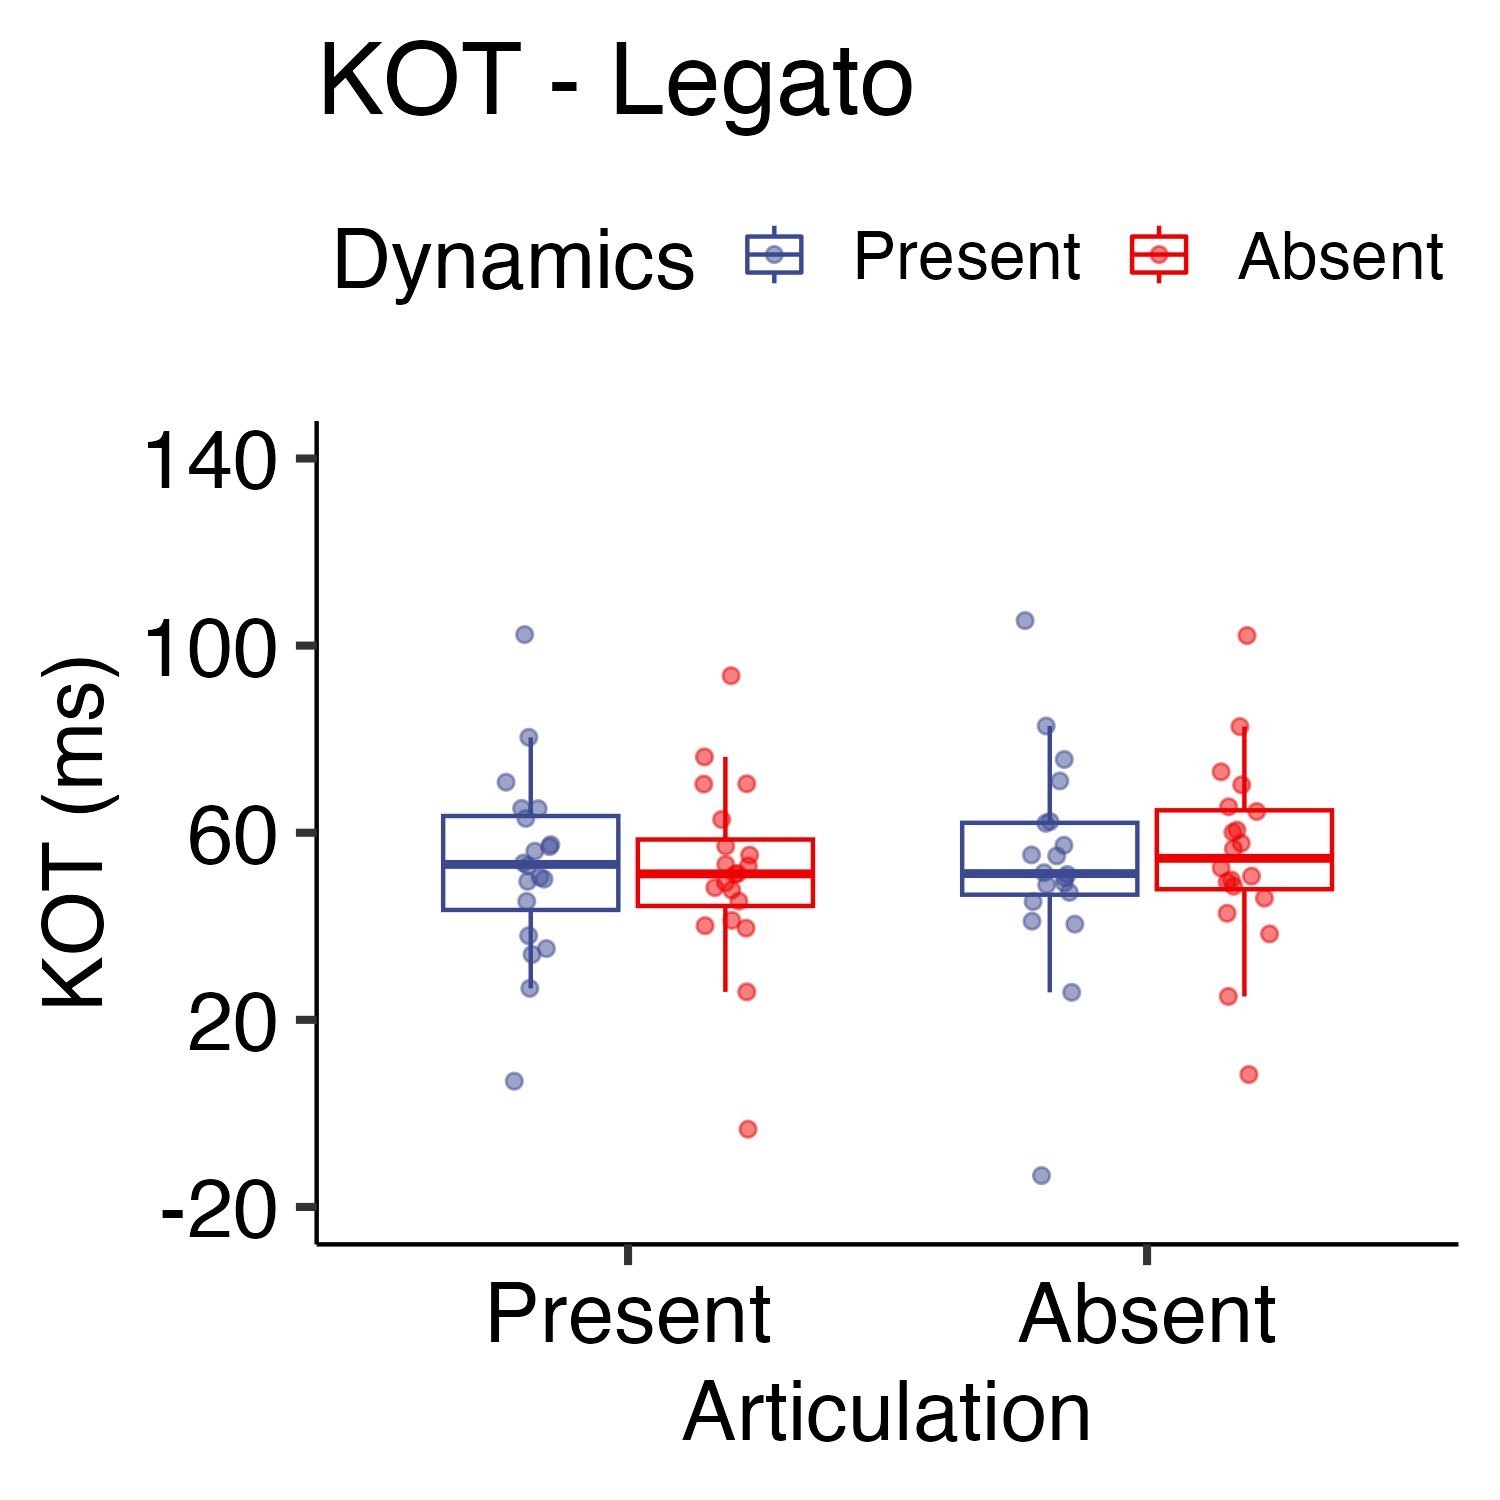 KOT - Legato
Dynamics Present Absent
140
100
60
20
-20
KOT (ms)
Present Absent
Articulation